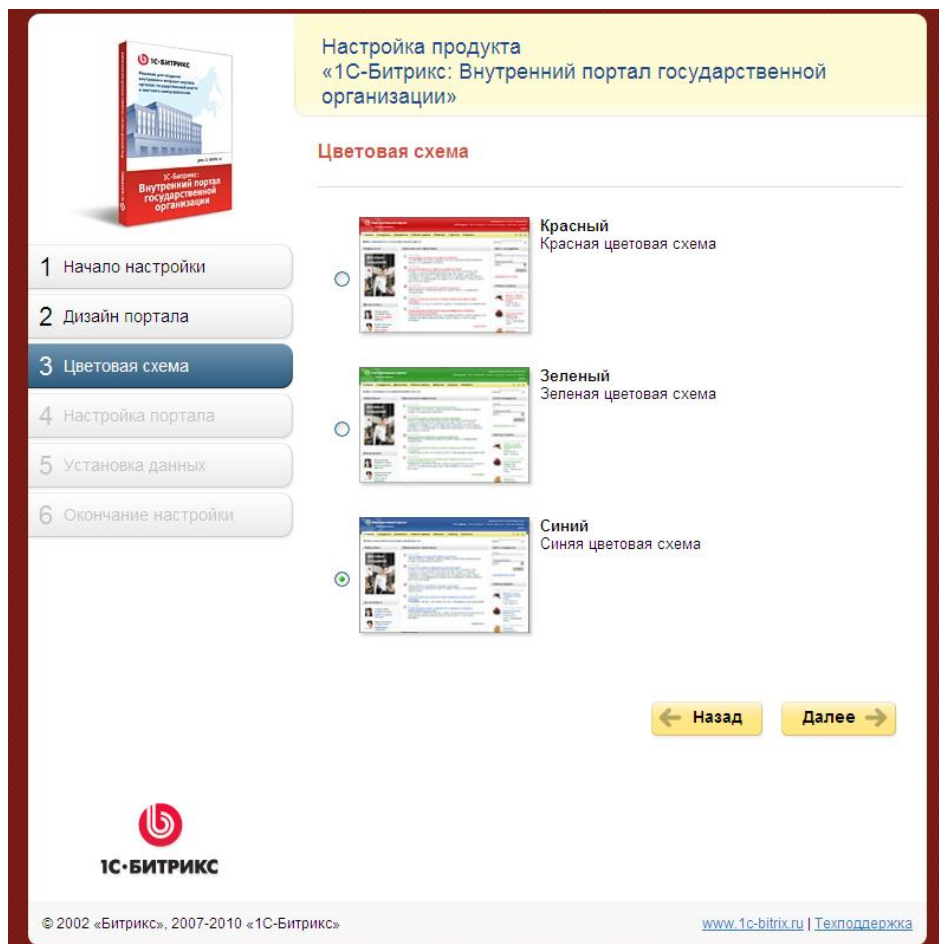 1С-БИТРИКС
1С-Битрикс:
Внутренний портал
государственной
организации
Настройка продукта
«1С-Битрикс: Внутренний портал государственной
организации»
Цветовая схема
1 Начало настройки
2 Дизайн портала
3 Цветовая схема
4 Настройка портала
5 Установка данных
6 Окончание настройки
Красный
Красная цветовая схема
Зеленый
Зеленая цветовая схема
Синий
Синяя цветовая схема
Назад
Далее
1С·БИТРИКС
© 2002 «Битрикс», 2007-2010 «1С-Битрикс»
www.1c-bitrix.ru | Техподдержка